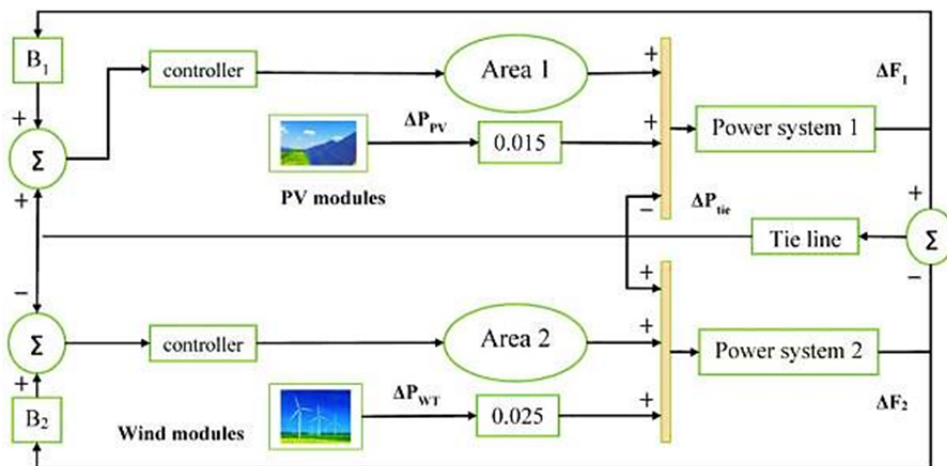 B1
controller
Area 1
ΔF1
+
+
+
Σ
ΔPPV
0.015
+
Power system 1
PV modules
+
−
ΔPtie
+
Tie line
Σ
−
−
+
Σ
controller
Area 2
+
Power system 2
+
B2
ΔPWT
0.025
+
ΔF2
Wind modules